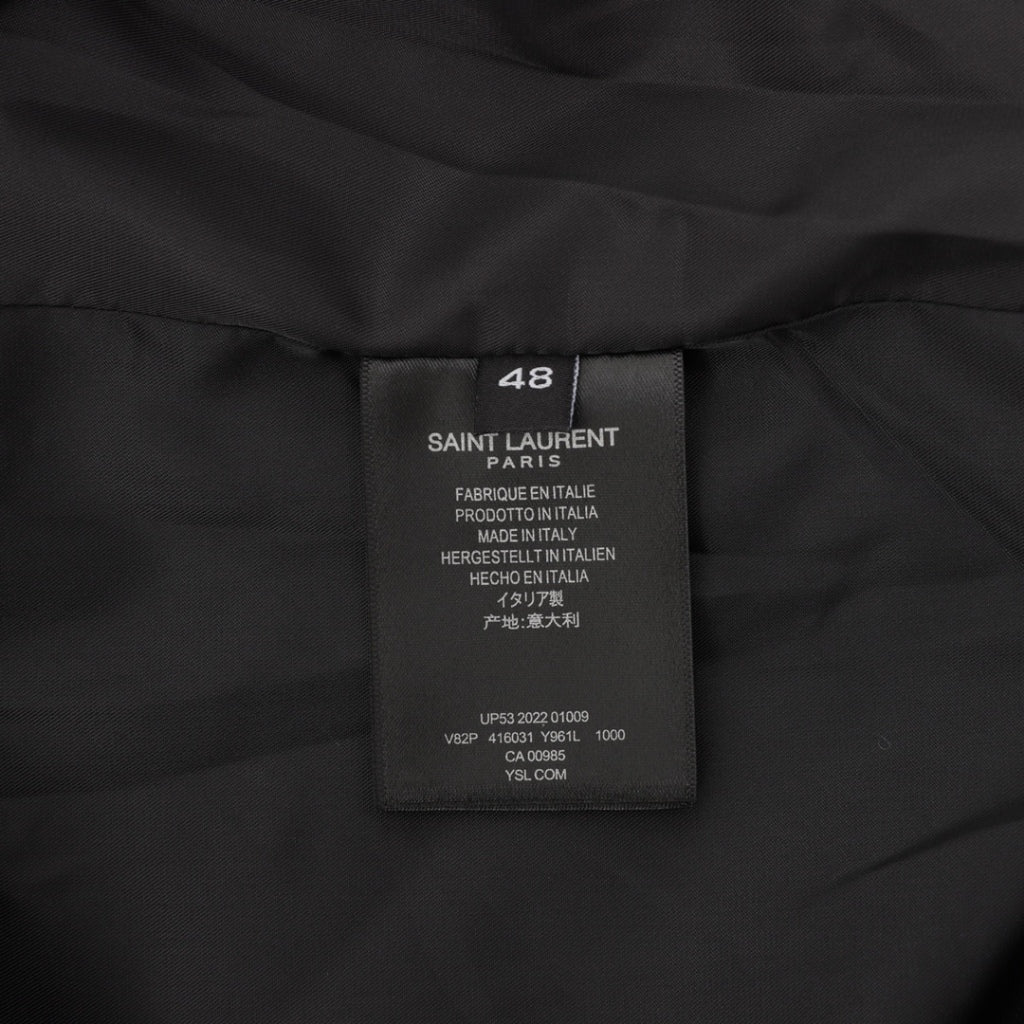 48
SAINT LAURENT
PARIS
FABRIQUE EN ITALIE
PRODOTTO IN ITALIA
MADE IN ITALY
HERGESTELLT IN ITALIEN
HECHO EN ITALIA
イタリア製
产地:意大利
UP53 2022 01009
V82P 416031 Y961L 1000
CA 00985
YSL COM